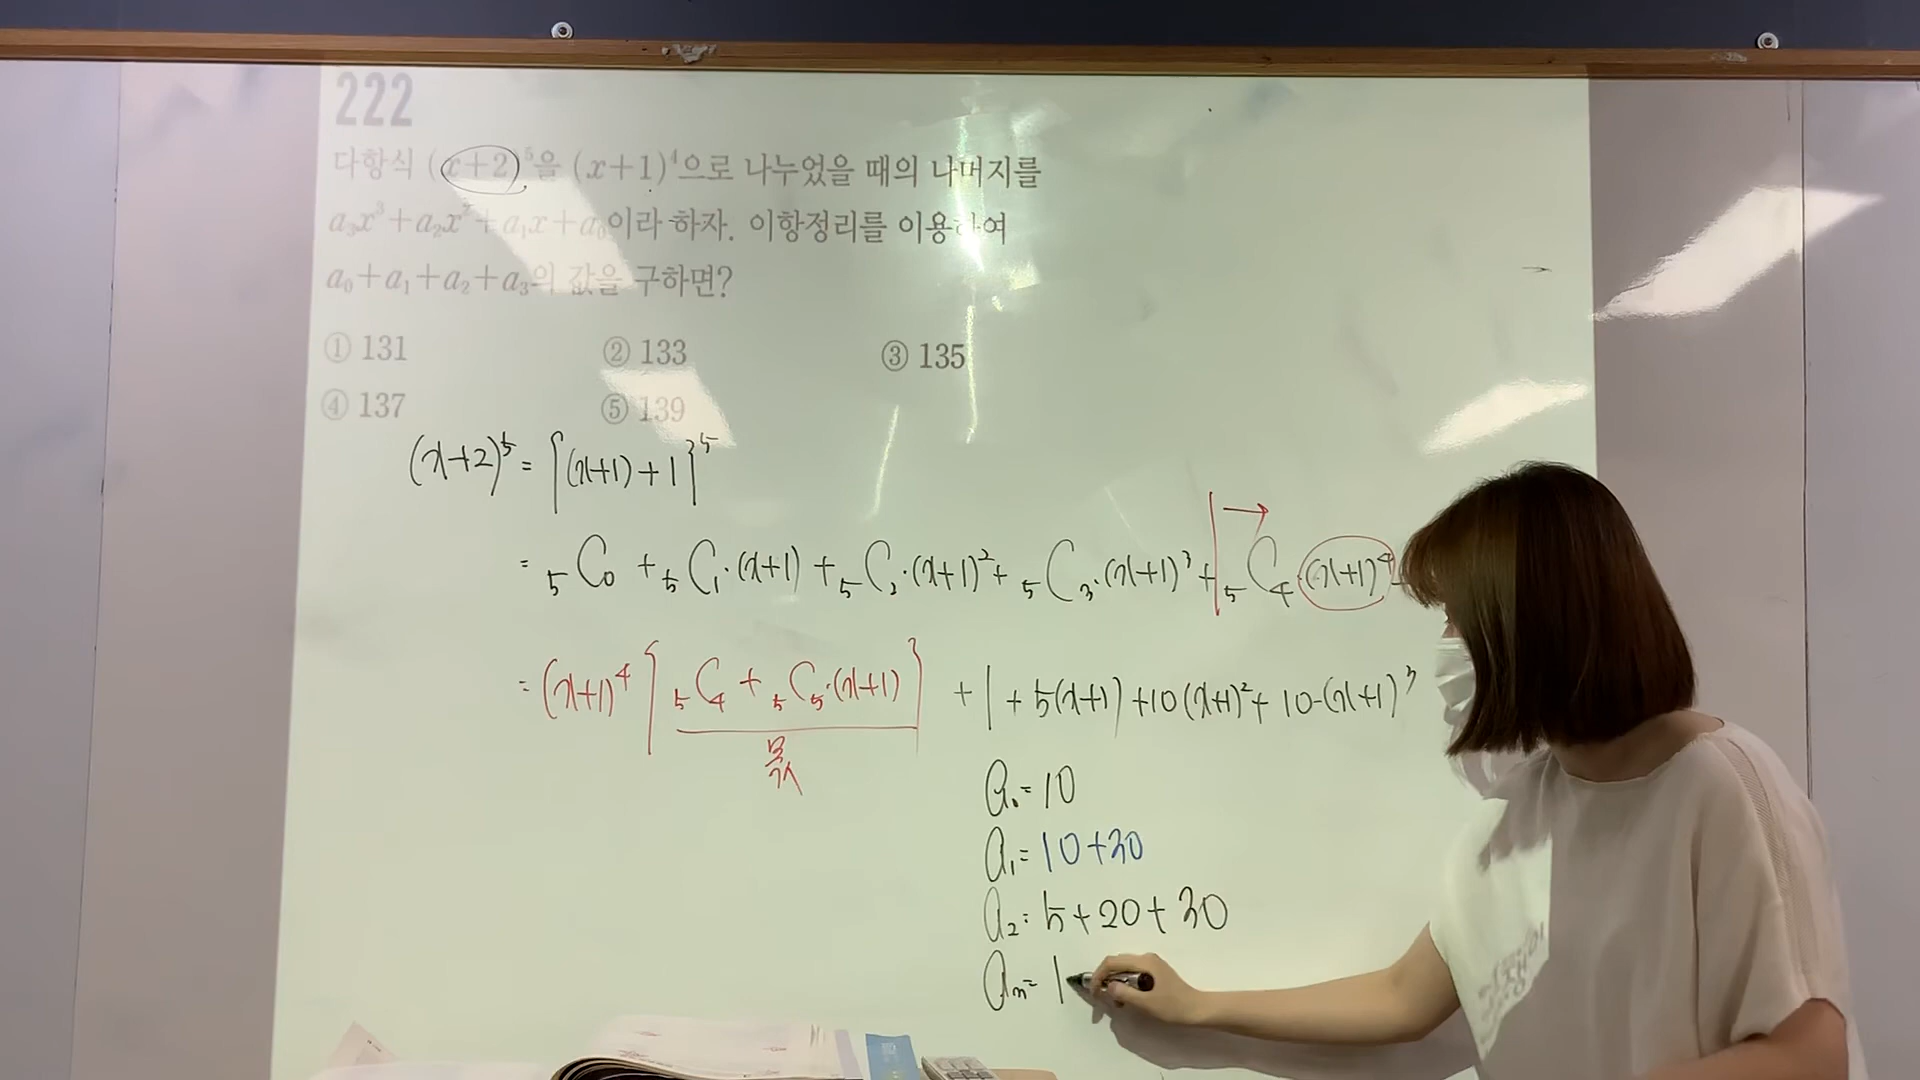 222
다항식 (x+2)⁵을 (x+1)⁴으로 나누었을 때의 나머지를
a₃x³+a₂x²+a₁x+a₀이라 하자. 이항정리를 이용하여
a₀+a₁+a₂+a₃의 값을 구하면?
① 131 ② 133 ③ 135
④ 137 ⑤ 139
(x+2)⁵ = [(x+1)+1]⁵
= ₅C₀ + ₅C₁·(x+1) + ₅C₂·(x+1)² + ₅C₃·(x+1)³ + ₅C₄·(x+1)⁴
= (x+1)⁴ [₅C₄ + ₅C₅·(x+1)] + 1 + 5(x+1) + 10(x+1)² + 10·(x+1)³
몫
a₀= 10
a₁= 10+30
a₂= 5+20+30
= 1